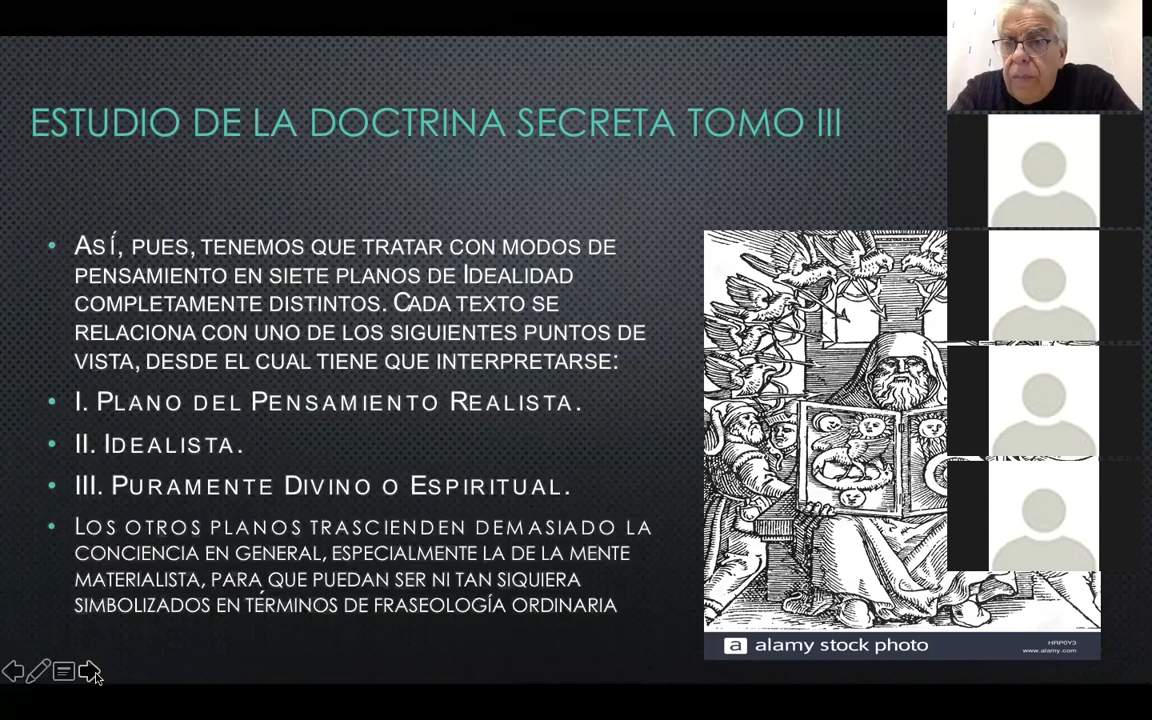 ESTUDIO DE LA DOCTRINA SECRETA TOMO III
• ASÍ, PUES, TENEMOS QUE TRATAR CON MODOS DE
PENSAMIENTO EN SIETE PLANOS DE IDEALIDAD
COMPLETAMENTE DISTINTOS. CADA TEXTO SE
RELACIONA CON UNO DE LOS SIGUIENTES PUNTOS DE
VISTA, DESDE EL CUAL TIENE QUE INTERPRETARSE:
• I. PLANO DEL PENSAMIENTO REALISTA.
• II. IDEALISTA.
• III. PURAMENTE DIVINO O ESPIRITUAL.
• LOS OTROS PLANOS TRASCIENDEN DEMASIADO LA
CONCIENCIA EN GENERAL, ESPECIALMENTE LA DE LA MENTE
MATERIALISTA, PARA QUE PUEDAN SER NI TAN SIQUIERA
SIMBOLIZADOS EN TÉRMINOS DE FRASEOLOGÍA ORDINARIA
a alamy stock photo
HRP0Y3
www.alamy.com